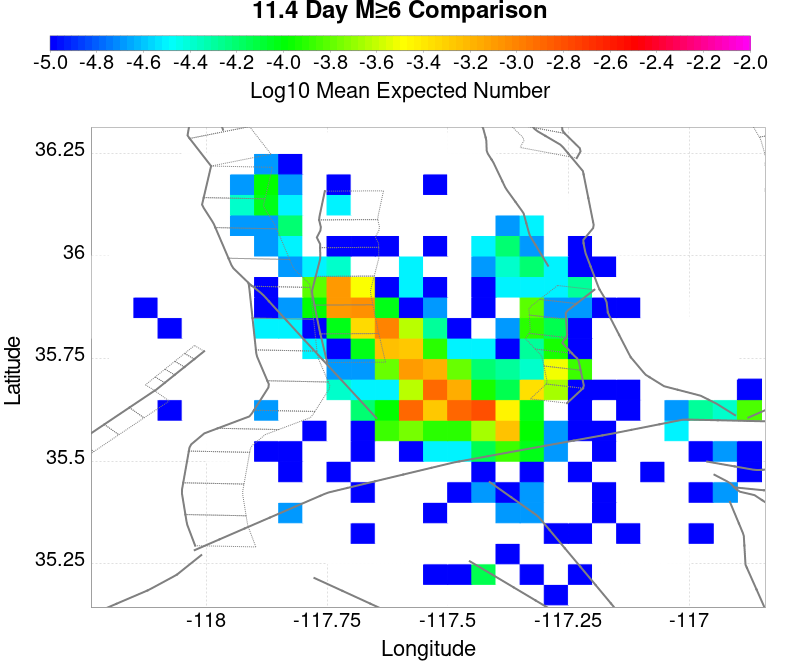 11.4 Day M≥6 Comparison
-5.0 -4.8 -4.6 -4.4 -4.2 -4.0 -3.8 -3.6 -3.4 -3.2 -3.0 -2.8 -2.6 -2.4 -2.2 -2.0
Log10 Mean Expected Number
36.25
36
35.75
35.5
35.25
Latitude
-118 -117.75 -117.5 -117.25 -117
Longitude